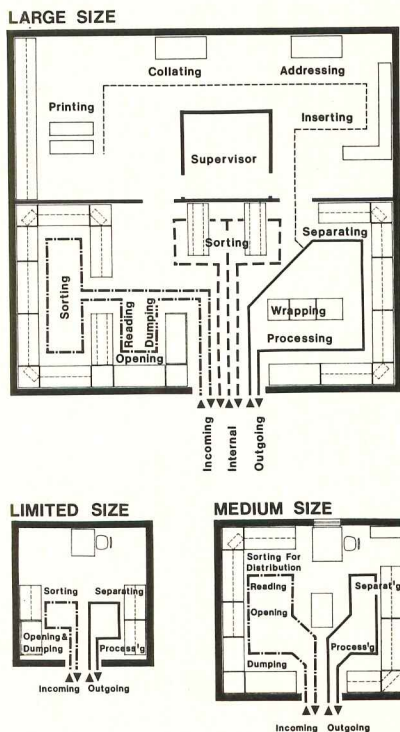 LARGE SIZE
Collating
Addressing
Printing
Inserting
Supervisor
Separating
Sorting
Sorting
Reading
Dumping
Wrapping
Opening
Processing
Incoming
Internal
Outgoing
LIMITED SIZE
Sorting
Separating
Opening &
Dumping
Process'g
Incoming Outgoing
MEDIUM SIZE
Sorting For
Distribution
Reading
Separat'g
Opening
Process'g
Dumping
Incoming Outgoing